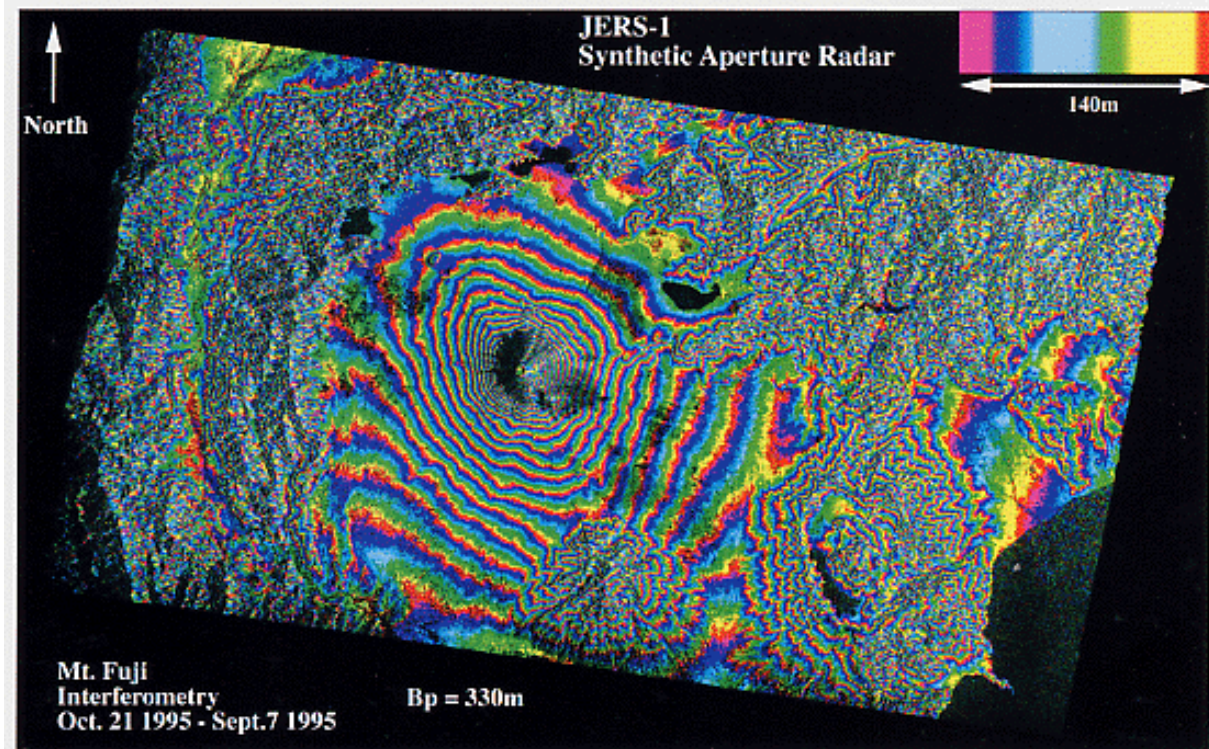 JERS-1
Synthetic Aperture Radar
140m
North
Mt. Fuji
Interferometry
Oct. 21 1995 - Sept.7 1995
Bp = 330m